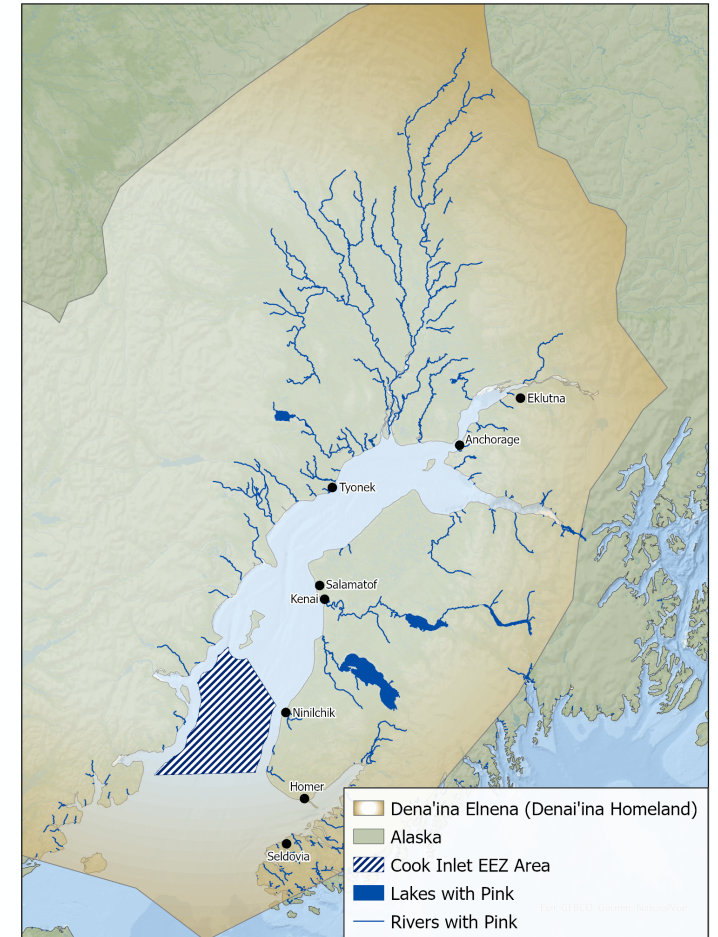 Eklutna
Anchorage
Tyonek
Salamatof
Kenai
Ninilchik
Homer
Seldovia
Dena'ina Elnena (Denai'ina Homeland)
Alaska
Cook Inlet EEZ Area
Lakes with Pink
Rivers with Pink